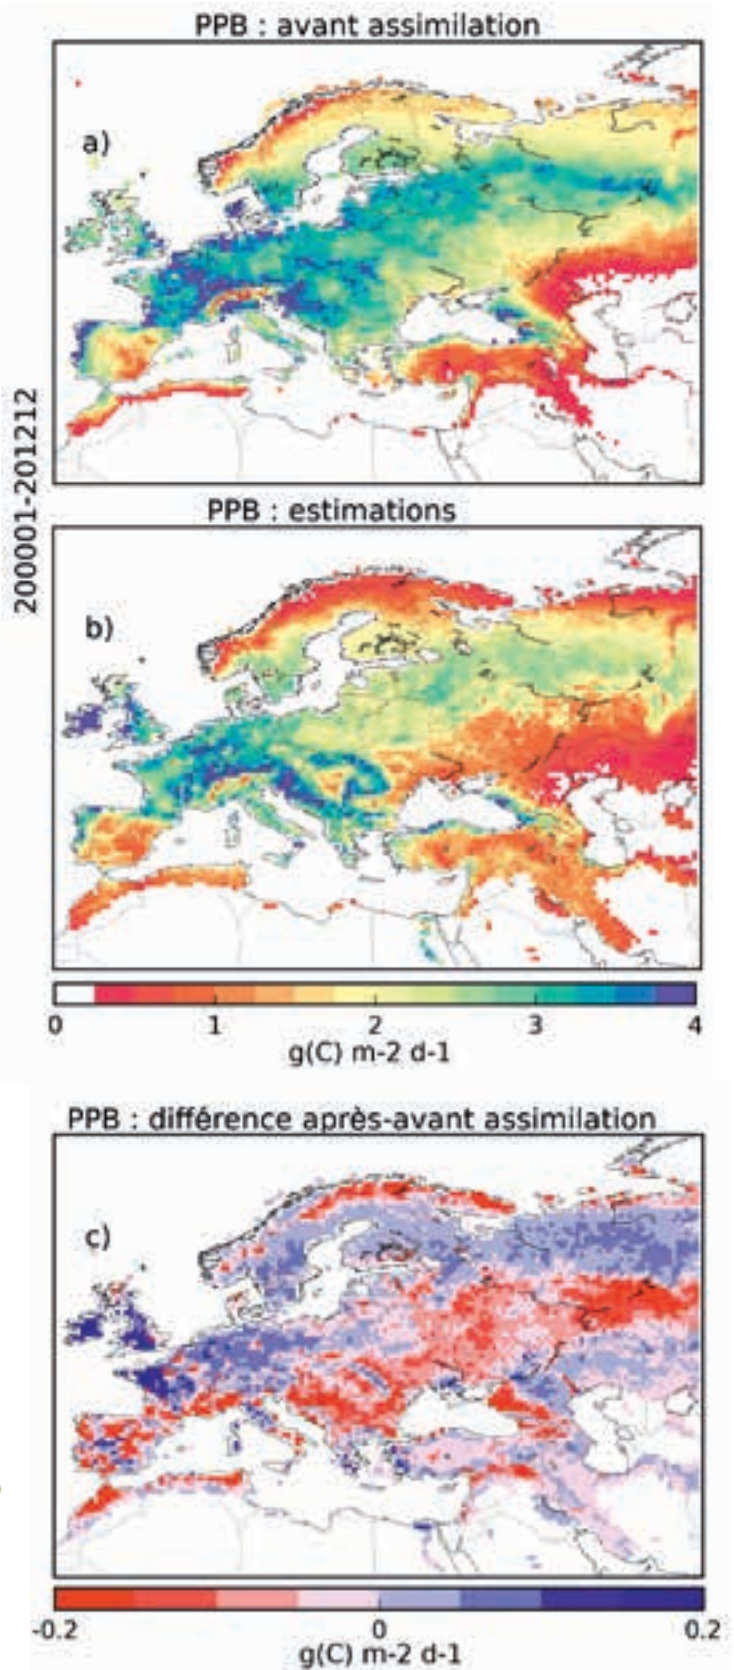 PPB : avant assimilation
a)
200001-201212
PPB : estimations
b)
0 1 2 3 4
g(C) m-2 d-1
PPB : différence après-avant assimilation
c)
-0.2 0 0.2
g(C) m-2 d-1